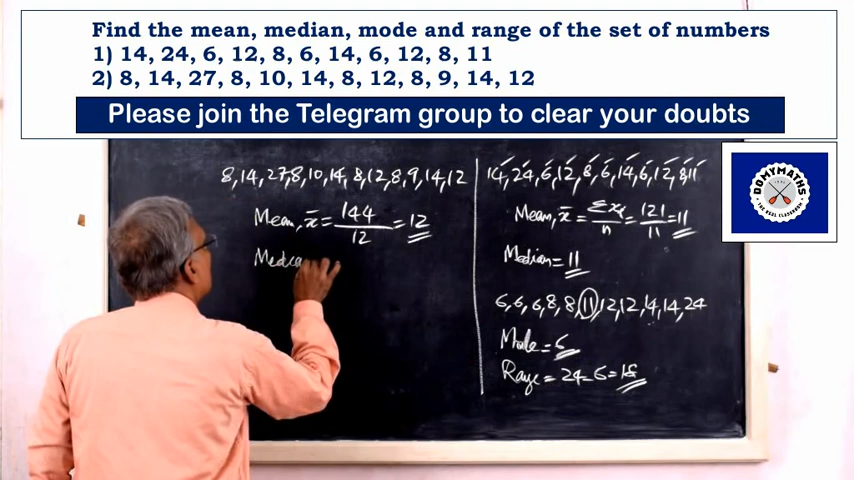 Find the mean, median, mode and range of the set of numbers
1) 14, 24, 6, 12, 8, 6, 14, 6, 12, 8, 11
2) 8, 14, 27, 8, 10, 14, 8, 12, 8, 9, 14, 12
Please join the Telegram group to clear your doubts
DOMYMATHS
THE REAL CLASSROOM
8, 14, 27, 8, 10, 14, 8, 12, 8, 9, 14, 12
Mean, x̄ = 144/12 = 12
Media
14, 24, 6, 12, 8, 6, 14, 6, 12, 8, 11
Mean, x̄ = Σxi/n = 121/11 = 11
Median = 11
6, 6, 6, 8, 8, 11, 12, 12, 14, 14, 24
Mode = 6
Range = 24 - 6 = 18